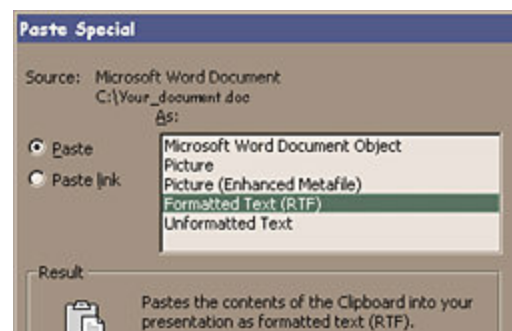 Paste Special
Source: Microsoft Word Document
C:\Your_document.doc
As:
Paste
Paste link
Microsoft Word Document Object
Picture
Picture (Enhanced Metafile)
Formatted Text (RTF)
Unformatted Text
Result
Pastes the contents of the Clipboard into your
presentation as formatted text (RTF).